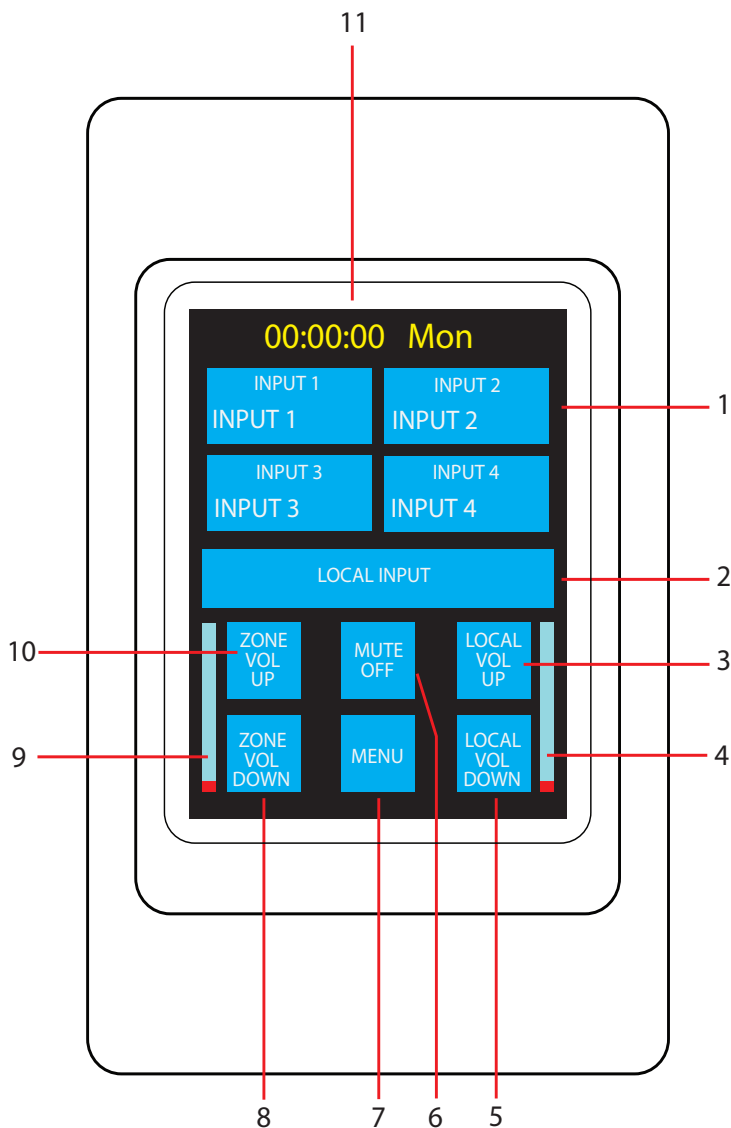 11
00:00:00 Mon
INPUT 1
INPUT 1
INPUT 2
INPUT 2
1
INPUT 3
INPUT 3
INPUT 4
INPUT 4
LOCAL INPUT
2
10
ZONE
VOL
UP
MUTE
OFF
LOCAL
VOL
UP
3
9
ZONE
VOL
DOWN
MENU
LOCAL
VOL
DOWN
4
8
7
6
5